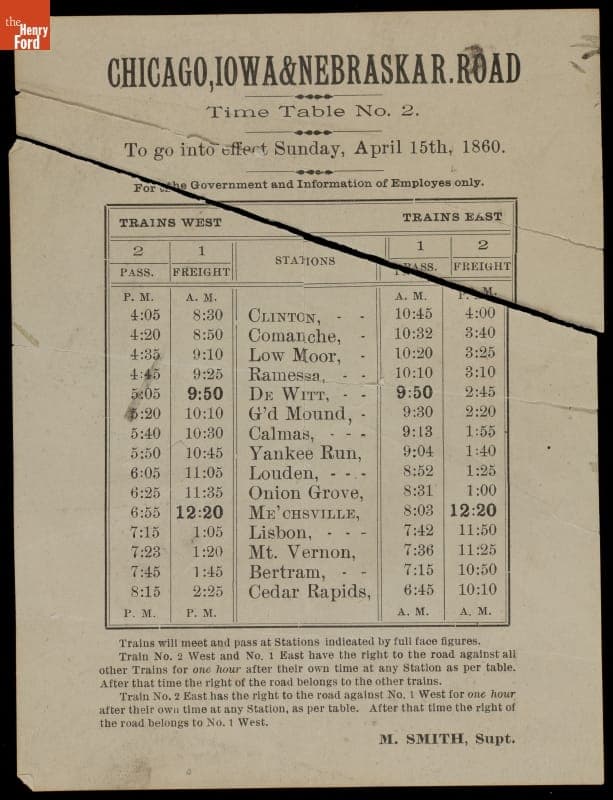 the
Henry
Ford
CHICAGO, IOWA & NEBRASKA R. ROAD
Time Table No. 2.
To go into effect Sunday, April 15th, 1860.
For the Government and Information of Employes only.
TRAINS WEST TRAINS EAST
2 1 STATIONS 1 2
PASS. FREIGHT PASS. FREIGHT
P. M. A. M. A. M. P. M.
4:05 8:30 CLINTON, - - 10:45 4:00
4:20 8:50 Comanche, - 10:32 3:40
4:35 9:10 Low Moor, - 10:20 3:25
4:45 9:25 Ramessa, - - 10:10 3:10
5:05 9:50 DE WITT, - - 9:50 2:45
5:20 10:10 G'd Mound, - 9:30 2:20
5:40 10:30 Calmas, - - - 9:13 1:55
5:50 10:45 Yankee Run, 9:04 1:40
6:05 11:05 Louden, - - - 8:52 1:25
6:25 11:35 Onion Grove, 8:31 1:00
6:55 12:20 ME'CHSVILLE, 8:03 12:20
7:15 1:05 Lisbon, - - - 7:42 11:50
7:23 1:20 Mt. Vernon, 7:36 11:25
7:45 1:45 Bertram, - - 7:15 10:50
8:15 2:25 Cedar Rapids, 6:45 10:10
P. M. P. M. A. M. A. M.
Trains will meet and pass at Stations indicated by full face figures.
Train No. 2 West and No. 1 East have the right to the road against all
other Trains for one hour after their own time at any Station as per table.
After that time the right of the road belongs to the other trains.
Train No. 2 East has the right to the road against No. 1 West for one hour
after their own time at any Station, as per table. After that time the right of
the road belongs to No. 1 West.
M. SMITH, Supt.